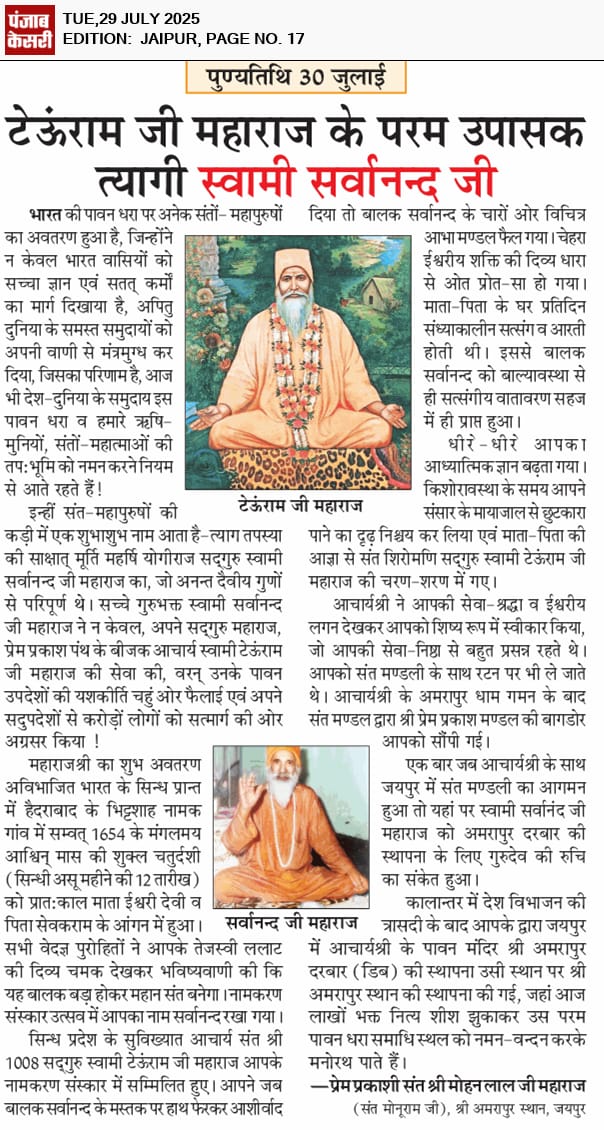 पंजाब
केसरी
TUE,29 JULY 2025
EDITION: JAIPUR, PAGE NO. 17
पुण्यतिथि 30 जुलाई
टेऊंराम जी महाराज के परम उपासक
त्यागी स्वामी सर्वानन्द जी
भारत की पावन धरा पर अनेक संतों- महापुरुषों
का अवतरण हुआ है, जिन्होंने
न केवल भारत वासियों को
सच्चा ज्ञान एवं सतत् कर्मों
का मार्ग दिखाया है, अपितु
दुनिया के समस्त समुदायों को
अपनी वाणी से मंत्रमुग्ध कर
दिया, जिसका परिणाम है, आज
भी देश-दुनिया के समुदाय इस
पावन धरा व हमारे ऋषि-
मुनियों, संतों-महात्माओं की
तप:भूमि को नमन करने नियम
से आते रहते हैं!
इन्हीं संत-महापुरुषों की
कड़ी में एक शुभाशुभ नाम आता है-त्याग तपस्या
की साक्षात् मूर्ति महर्षि योगीराज सद्गुरु स्वामी
सर्वानन्द जी महाराज का, जो अनन्त दैवीय गुणों
से परिपूर्ण थे। सच्चे गुरुभक्त स्वामी सर्वानन्द
जी महाराज ने न केवल, अपने सद्गुरु महाराज,
प्रेम प्रकाश पंथ के बीजक आचार्य स्वामी टेऊंराम
जी महाराज की सेवा की, वरन् उनके पावन
उपदेशों की यशकीर्ति चहुं ओर फैलाई एवं अपने
सदुपदेशों से करोड़ों लोगों को सत्मार्ग की ओर
अग्रसर किया !
महाराजश्री का शुभ अवतरण
अविभाजित भारत के सिन्ध प्रान्त
में हैदराबाद के भिट्टशाह नामक
गांव में सम्वत् 1654 के मंगलमय
आश्विन् मास की शुक्ल चतुर्दशी
(सिन्धी असू महीने की 12 तारीख)
को प्रात:काल माता ईश्वरी देवी व
पिता सेवकराम के आंगन में हुआ।
सभी वेदज्ञ पुरोहितों ने आपके तेजस्वी ललाट
की दिव्य चमक देखकर भविष्यवाणी की कि
यह बालक बड़ा होकर महान संत बनेगा। नामकरण
संस्कार उत्सव में आपका नाम सर्वानन्द रखा गया।
सिन्ध प्रदेश के सुविख्यात आचार्य संत श्री
1008 सद्गुरु स्वामी टेऊंराम जी महाराज आपके
नामकरण संस्कार में सम्मिलित हुए। आपने जब
बालक सर्वानन्द के मस्तक पर हाथ फेरकर आशीर्वाद
टेऊंराम जी महाराज
सर्वानन्द जी महाराज
दिया तो बालक सर्वानन्द के चारों ओर विचित्र
आभा मण्डल फैल गया। चेहरा
ईश्वरीय शक्ति की दिव्य धारा
से ओत प्रोत-सा हो गया।
माता-पिता के घर प्रतिदिन
संध्याकालीन सत्संग व आरती
होती थी। इससे बालक
सर्वानन्द को बाल्यावस्था से
ही सत्संगीय वातावरण सहज
में ही प्राप्त हुआ।
धीरे-धीरे आपका
आध्यात्मिक ज्ञान बढ़ता गया।
किशोरावस्था के समय आपने
संसार के मायाजाल से छुटकारा
पाने का दृढ़ निश्चय कर लिया एवं माता-पिता की
आज्ञा से संत शिरोमणि सद्गुरु स्वामी टेऊंराम जी
महाराज की चरण-शरण में गए।
आचार्यश्री ने आपकी सेवा-श्रद्धा व ईश्वरीय
लगन देखकर आपको शिष्य रूप में स्वीकार किया,
जो आपकी सेवा-निष्ठा से बहुत प्रसन्न रहते थे।
आपको संत मण्डली के साथ रटन पर भी ले जाते
थे। आचार्यश्री के अमरापुर धाम गमन के बाद
संत मण्डल द्वारा श्री प्रेम प्रकाश मण्डल की बागडोर
आपको सौंपी गई।
एक बार जब आचार्यश्री के साथ
जयपुर में संत मण्डली का आगमन
हुआ तो यहां पर स्वामी सर्वानंद जी
महाराज को अमरापुर दरबार की
स्थापना के लिए गुरुदेव की रुचि
का संकेत हुआ।
कालान्तर में देश विभाजन की
त्रासदी के बाद आपके द्वारा जयपुर
में आचार्यश्री के पावन मंदिर श्री अमरापुर
दरबार (डिब) की स्थापना उसी स्थान पर श्री
अमरापुर स्थान की स्थापना की गई, जहां आज
लाखों भक्त नित्य शीश झुकाकर उस परम
पावन धरा समाधि स्थल को नमन-वन्दन करके
मनोरथ पाते हैं।
—प्रेम प्रकाशी संत श्री मोहन लाल जी महाराज
(संत मोनूराम जी), श्री अमरापुर स्थान, जयपुर